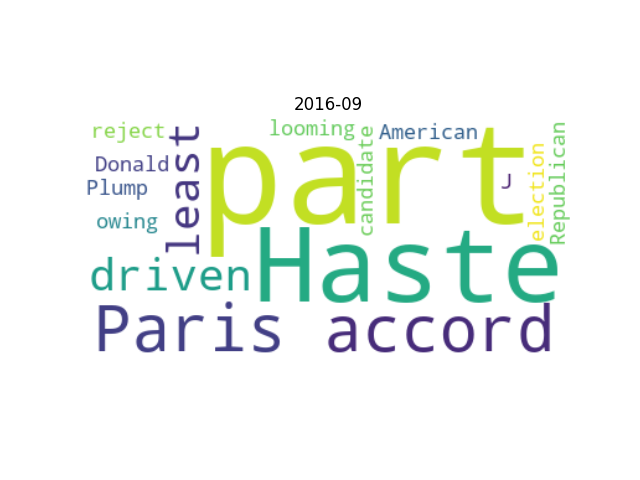 2016-09
reject
looming
American
part
least
candidate
election
Republican
Donald
J
Plump
owing
Haste
driven
Paris accord